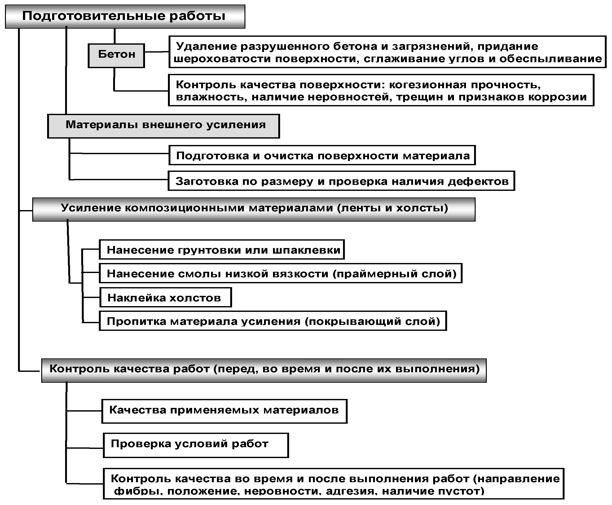 Подготовительные работы
Бетон
Удаление разрушенного бетона и загрязнений, придание
шероховатости поверхности, сглаживание углов и обеспыливание
Контроль качества поверхности: когезионная прочность,
влажность, наличие неровностей, трещин и признаков коррозии
Материалы внешнего усиления
Подготовка и очистка поверхности материала
Заготовка по размеру и проверка наличия дефектов
Усиление композиционными материалами (ленты и холсты)
Нанесение грунтовки или шпаклевки
Нанесение смолы низкой вязкости (праймерный слой)
Наклейка холстов
Пропитка материала усиления (покрывающий слой)
Контроль качества работ (перед, во время и после их выполнения)
Качества применяемых материалов
Проверка условий работ
Контроль качества во время и после выполнения работ (направление
фибры, положение, неровности, адгезия, наличие пустот)